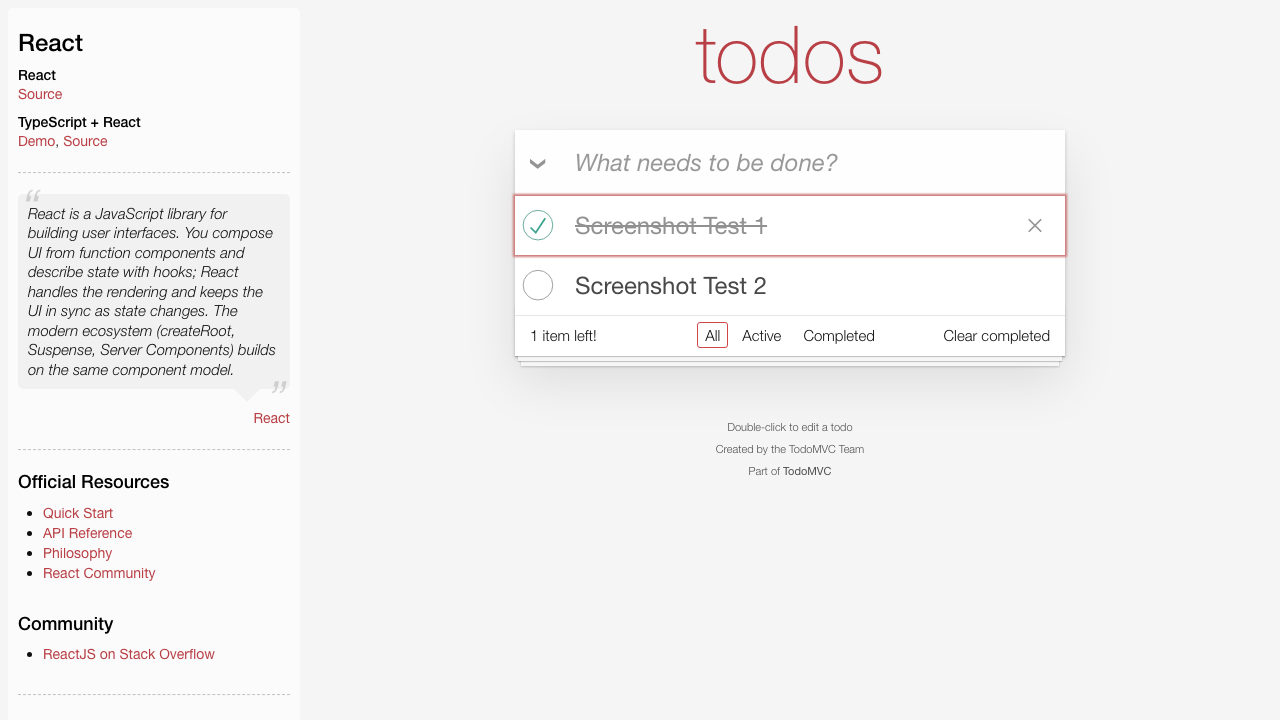 React
React
Source
TypeScript + React
Demo, Source
“
React is a JavaScript library for
building user interfaces. You compose
UI from function components and
describe state with hooks; React
handles the rendering and keeps the
UI in sync as state changes. The
modern ecosystem (createRoot,
Suspense, Server Components) builds
on the same component model.
”
React
Official Resources
Quick Start
API Reference
Philosophy
React Community
Community
ReactJS on Stack Overflow
todos
What needs to be done?
Screenshot Test 1
Screenshot Test 2
1 item left! All Active Completed Clear completed
Double-click to edit a todo
Created by the TodoMVC Team
Part of TodoMVC